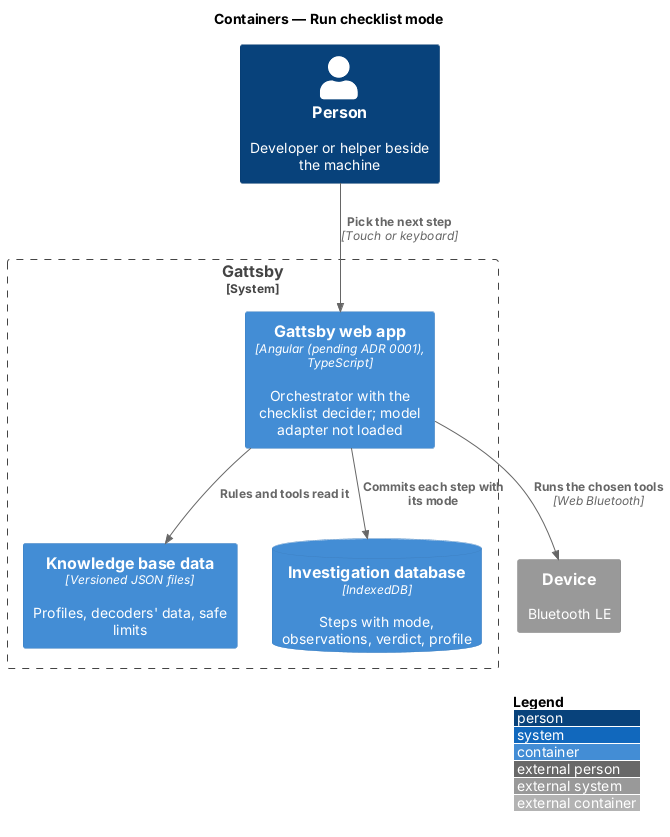 Containers — Run checklist mode
Person
Developer or helper beside
the machine
Pick the next step
[Touch or keyboard]
Gattsby
[System]
Gattsby web app
[Angular (pending ADR 0001),
TypeScript]
Orchestrator with the
checklist decider; model
adapter not loaded
Rules and tools read it
Commits each step with
its mode
Runs the chosen tools
[Web Bluetooth]
Knowledge base data
[Versioned JSON files]
Profiles, decoders' data, safe
limits
Investigation database
[IndexedDB]
Steps with mode,
observations, verdict, profile
Device
Bluetooth LE
Legend
person
system
container
external person
external system
external container